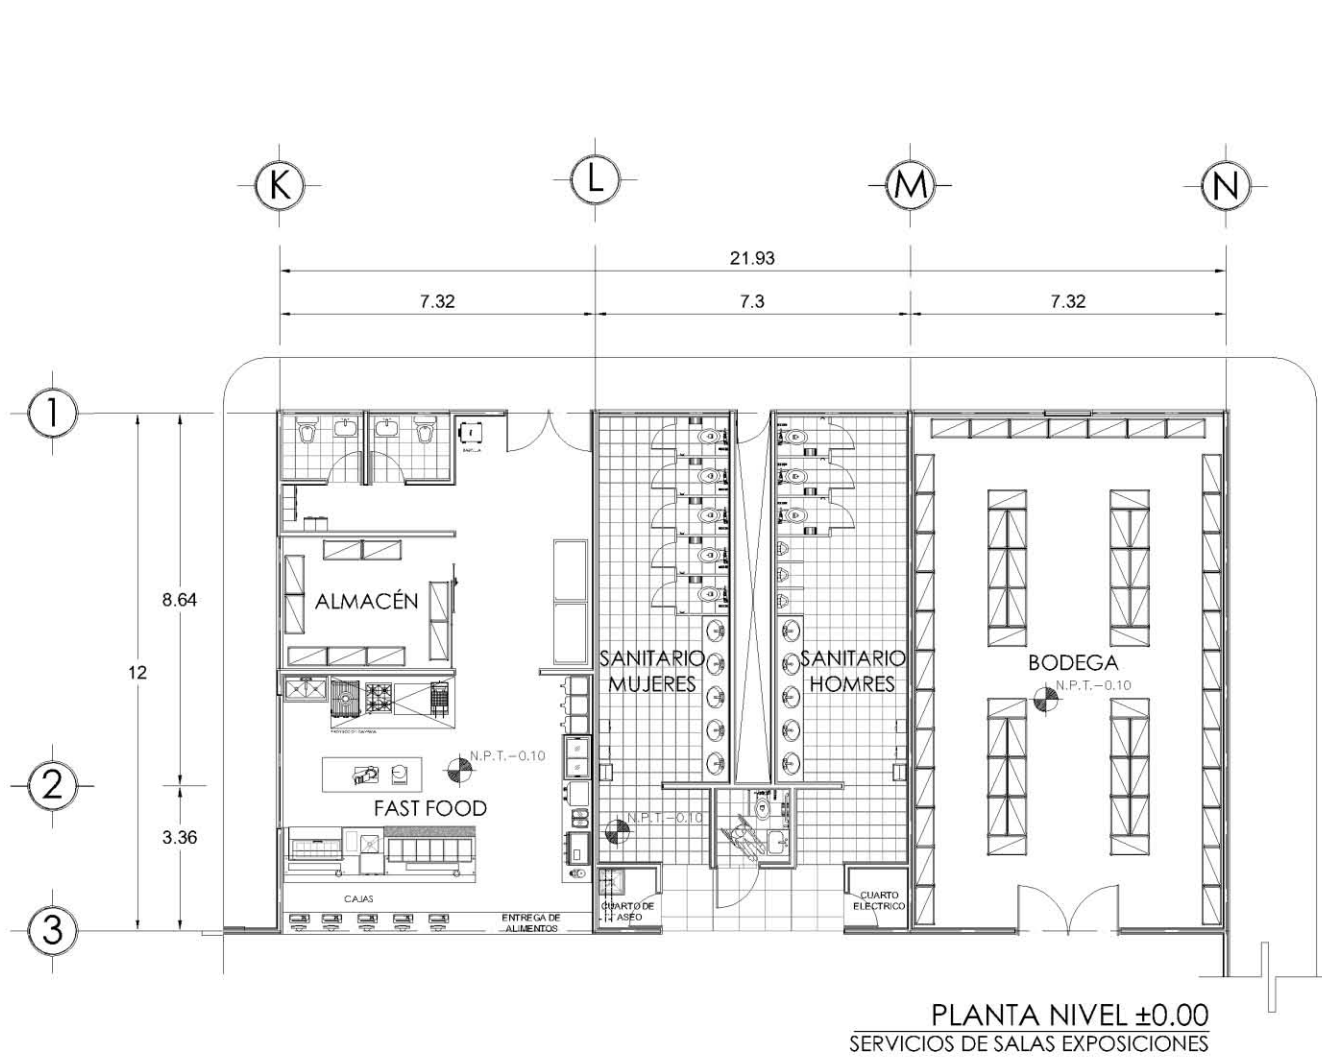 K
L
M
N
21.93
7.32
7.3
7.32
1
8.64
12
ALMACÉN
SANITARIO
MUJERES
SANITARIO
HOMRES
BODEGA
N.P.T.-0.10
N.P.T.-0.10
2
FAST FOOD
N.P.T.-0.10
3.36
CAJAS
CUARTO DE
ASEO
CUARTO
ELECTRICO
3
ENTREGA DE
ALIMENTOS
PLANTA NIVEL ±0.00
SERVICIOS DE SALAS EXPOSICIONES